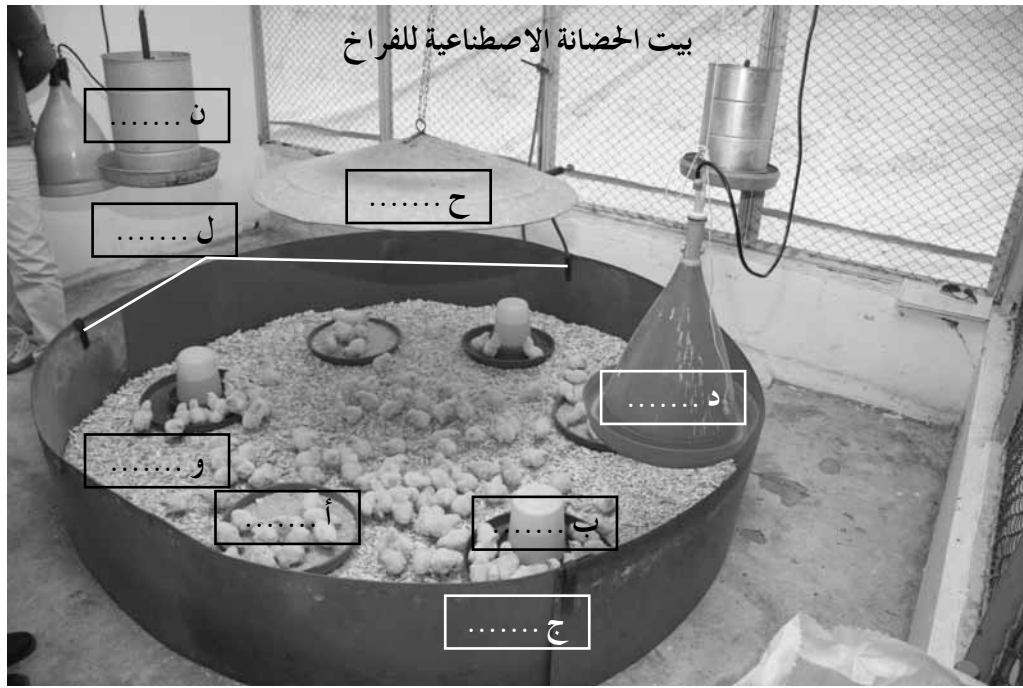 بيت الحضانة الاصطناعية للفراخ
ن .......
ح .......
ل .......
د .......
و .......
أ .......
ب .......
ج .......